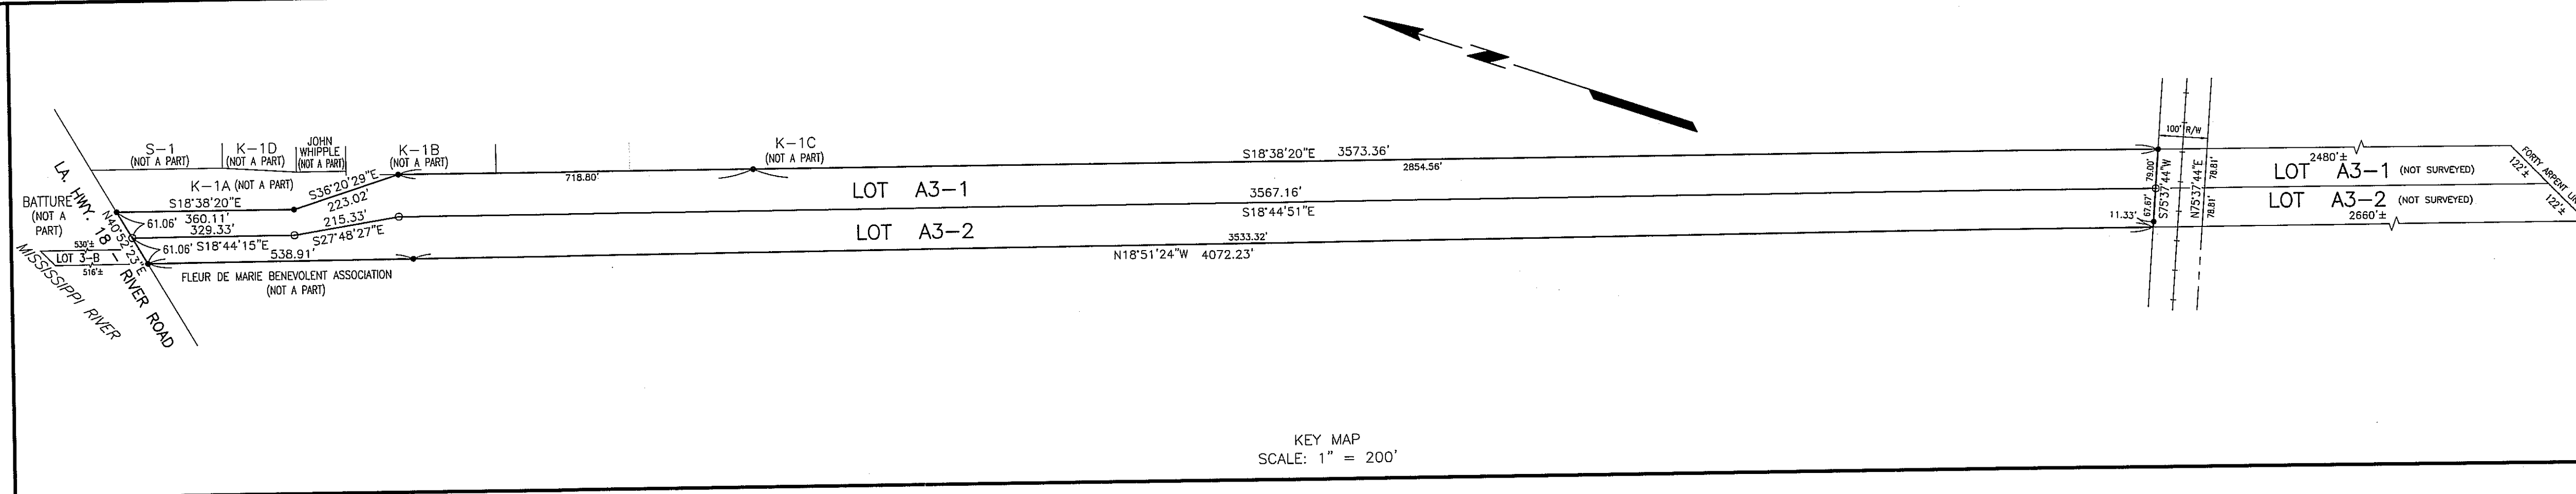 S-1
(NOT A PART)
K-1D
(NOT A PART)
JOHN
WHIPPLE
(NOT A PART)
K-1B
(NOT A PART)
K-1C
(NOT A PART)
K-1A (NOT A PART)
S36°20'29"E
223.02'
718.80'
S18°38'20"E 3573.36'
2854.56'
LOT A3-1
3567.16'
S18°44'51"E
LOT A3-2
3533.32'
N18°51'24"W 4072.23'
S18°38'20"E
360.11'
329.33'
215.33'
S27°48'27"E
S18°44'15"E
538.91'
61.06'
61.06'
LA. HWY. 18
RIVER ROAD
N40°52'23"E
BATTURE
(NOT A
PART)
530'±
LOT 3-B
516'±
MISSISSIPPI RIVER
FLEUR DE MARIE BENEVOLENT ASSOCIATION
(NOT A PART)
100' R/W
79.00'
67.67'
S75°37'44"W
N75°37'44"E
78.81'
78.81'
11.33'
2480'±
LOT A3-1 (NOT SURVEYED)
LOT A3-2 (NOT SURVEYED)
2660'±
FORTY ARPENT
122'±
122'±
KEY MAP
SCALE: 1" = 200'